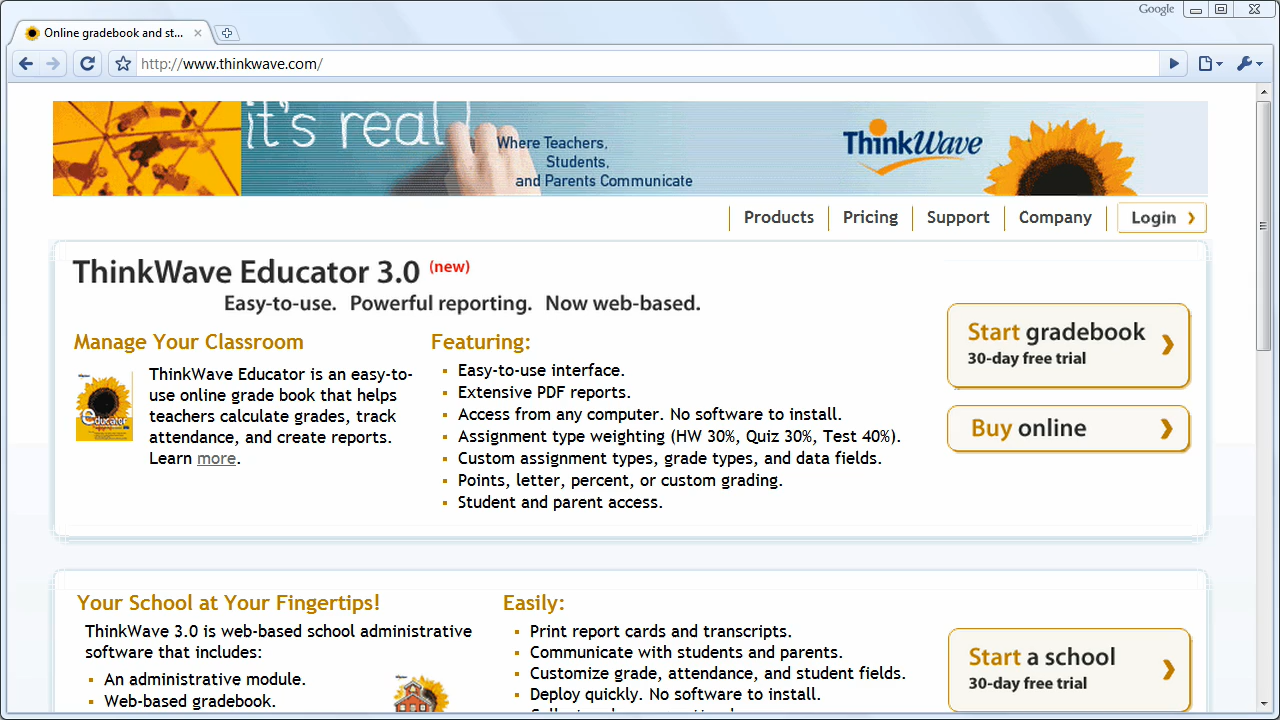 Google
Online gradebook and st...
http://www.thinkwave.com/
it's real
Where Teachers,
Students,
and Parents Communicate
ThinkWave
Products
Pricing
Support
Company
Login
ThinkWave Educator 3.0 (new)
Easy-to-use. Powerful reporting. Now web-based.
Manage Your Classroom
ThinkWave Educator is an easy-to-
use online grade book that helps
teachers calculate grades, track
attendance, and create reports.
Learn more.
educator
Featuring:
Easy-to-use interface.
Extensive PDF reports.
Access from any computer. No software to install.
Assignment type weighting (HW 30%, Quiz 30%, Test 40%).
Custom assignment types, grade types, and data fields.
Points, letter, percent, or custom grading.
Student and parent access.
Start gradebook
30-day free trial
Buy online
Your School at Your Fingertips!
ThinkWave 3.0 is web-based school administrative
software that includes:
An administrative module.
Web-based gradebook.
Easily:
Print report cards and transcripts.
Communicate with students and parents.
Customize grade, attendance, and student fields.
Deploy quickly. No software to install.
Start a school
30-day free trial